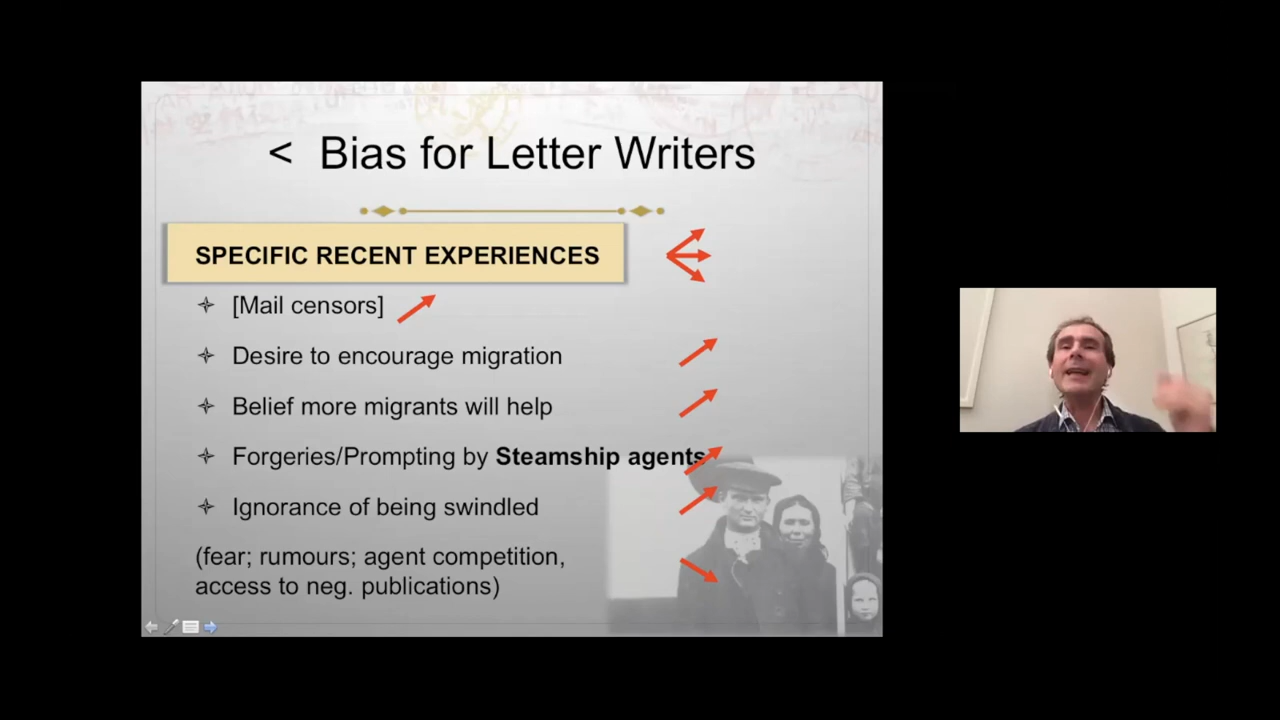 < Bias for Letter Writers
SPECIFIC RECENT EXPERIENCES
[Mail censors]
Desire to encourage migration
Belief more migrants will help
Forgeries/Prompting by Steamship agents
Ignorance of being swindled
(fear; rumours; agent competition,
access to neg. publications)